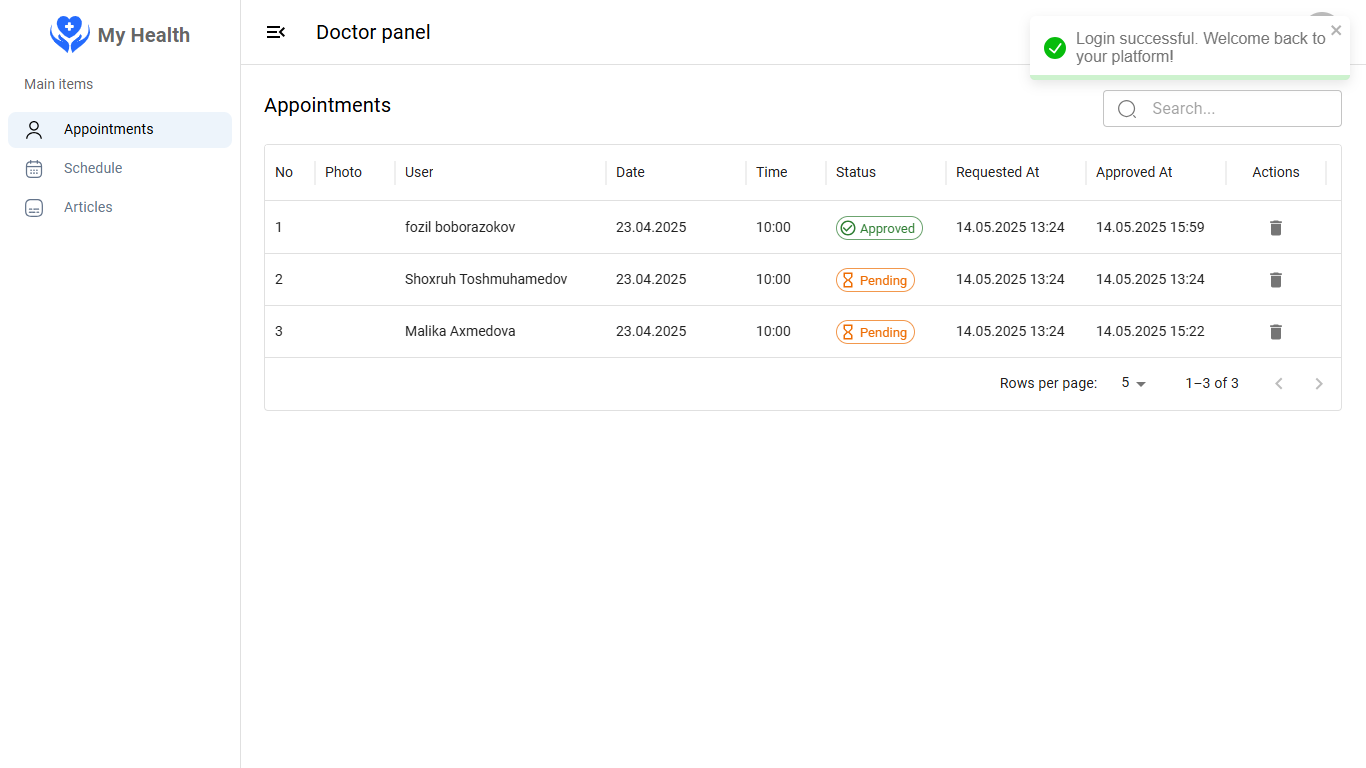 My Health
Doctor panel
Login successful. Welcome back to
your platform!
Main items
Appointments
Schedule
Articles
Appointments
Search...
No Photo User Date Time Status Requested At Approved At Actions
1 fozil boborazokov 23.04.2025 10:00 Approved 14.05.2025 13:24 14.05.2025 15:59
2 Shoxruh Toshmuhamedov 23.04.2025 10:00 Pending 14.05.2025 13:24 14.05.2025 13:24
3 Malika Axmedova 23.04.2025 10:00 Pending 14.05.2025 13:24 14.05.2025 15:22
Rows per page: 5 1–3 of 3